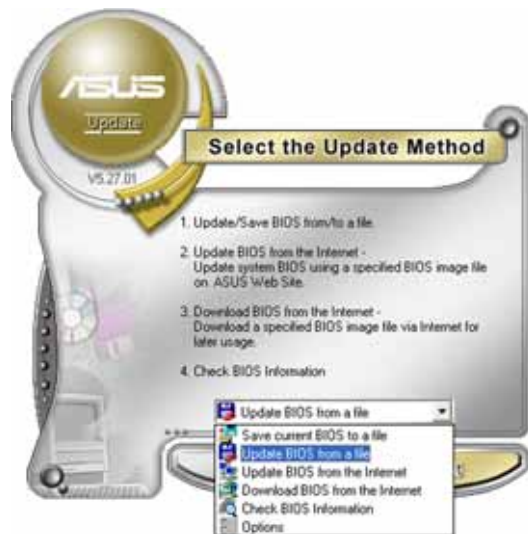 ASUS
Update
V5.27.01
Select the Update Method
1. Update/Save BIOS from/to a file.
2. Update BIOS from the Internet -
Update system BIOS using a specified BIOS image file
on ASUS Web Site.
3. Download BIOS from the Internet -
Download a specified BIOS image file via Internet for
later usage.
4. Check BIOS Information
Update BIOS from a file
Save current BIOS to a file
Update BIOS from a file
Update BIOS from the Internet
Download BIOS from the Internet
Check BIOS Information
Options